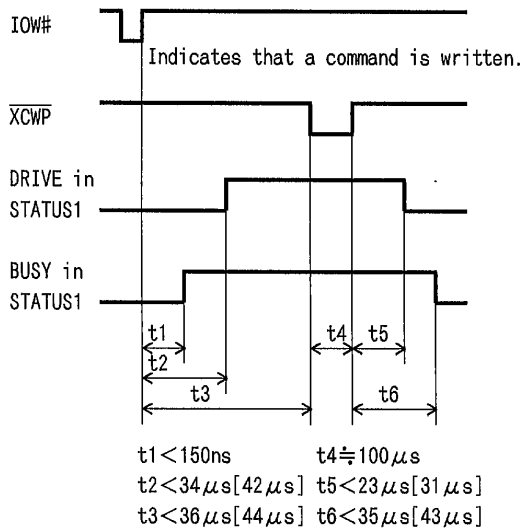 IOW#
Indicates that a command is written.
XCWP
DRIVE in
STATUS1
BUSY in
STATUS1
t1
t4 t5
t2
t3 t6
t1<150ns t4≒100μs
t2<34μs[42μs] t5<23μs[31μs]
t3<36μs[44μs] t6<35μs[43μs]